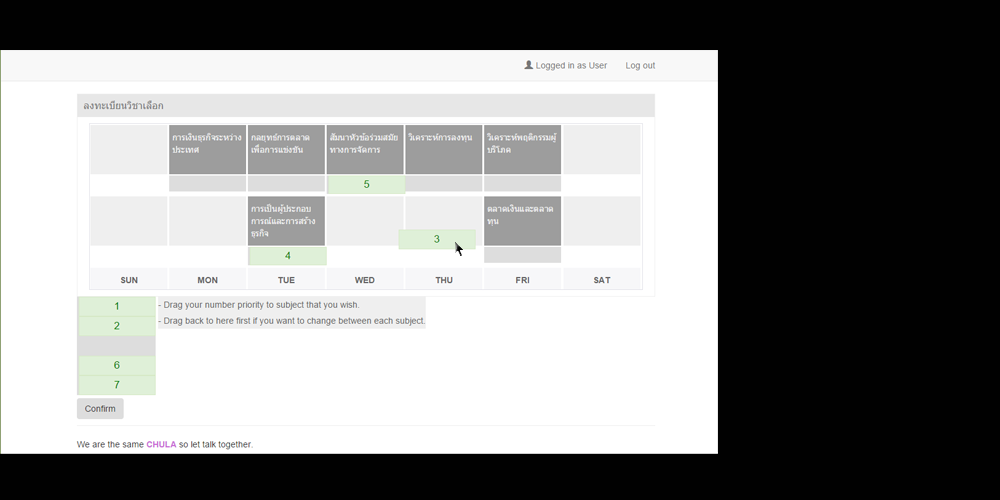 Logged in as User Log out
ลงทะเบียนวิชาเลือก
การเงินธุรกิจระหว่าง
ประเทศ
กลยุทธ์การตลาด
เพื่อการแข่งขัน
สัมนาหัวข้อร่วมสมัย
ทางการจัดการ
วิเคราะห์การลงทุน
วิเคราะห์พฤติกรรมผู้
บริโภค
5
การเป็นผู้ประกอบ
การณ์และการสร้าง
ธุรกิจ
ตลาดเงินและตลาด
ทุน
3
4
SUN MON TUE WED THU FRI SAT
1
2
6
7
- Drag your number priority to subject that you wish.
- Drag back to here first if you want to change between each subject.
Confirm
We are the same CHULA so let talk together.